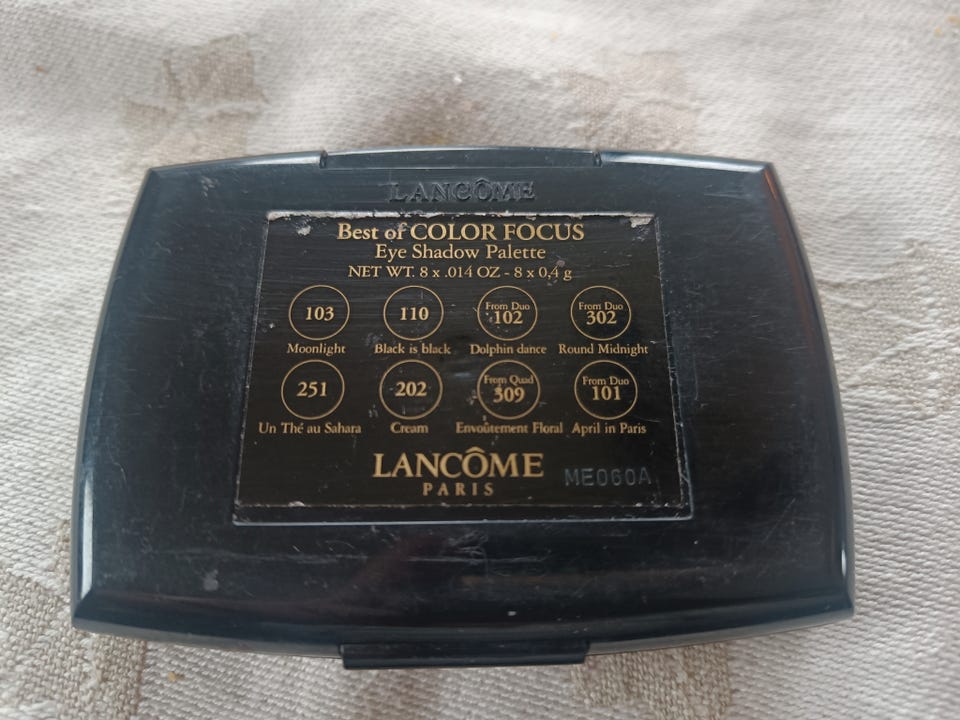 LANCÔME
Best of COLOR FOCUS
Eye Shadow Palette
NET WT. 8 x .014 OZ - 8 x 0,4 g
103 110 From Duo 102 From Duo 302
Moonlight Black is black Dolphin dance Round Midnight
251 202 From Quad 309 From Duo 101
Un Thé au Sahara Cream Envoûtement Floral April in Paris
LANCÔME
PARIS
ME060A